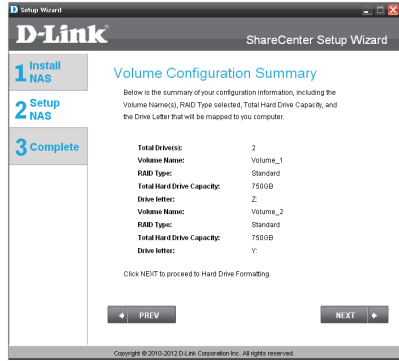 Setup Wizard
D-Link
ShareCenter Setup Wizard
1 Install
NAS
2 Setup
NAS
3 Complete
Volume Configuration Summary
Below is the summary of your configuration information, including the
Volume Name(s), RAID Type selected, Total Hard Drive Capacity, and
the Drive Letter that will be mapped to you computer.
Total Drive(s): 2
Volume Name: Volume_1
RAID Type: Standard
Total Hard Drive Capacity: 750GB
Drive letter: Z:
Volume Name: Volume_2
RAID Type: Standard
Total Hard Drive Capacity: 750GB
Drive letter: Y:
Click NEXT to proceed to Hard Drive Formatting.
PREV
NEXT
Copyright © 2010-2012 D-Link Corporation Inc. All rights reserved.